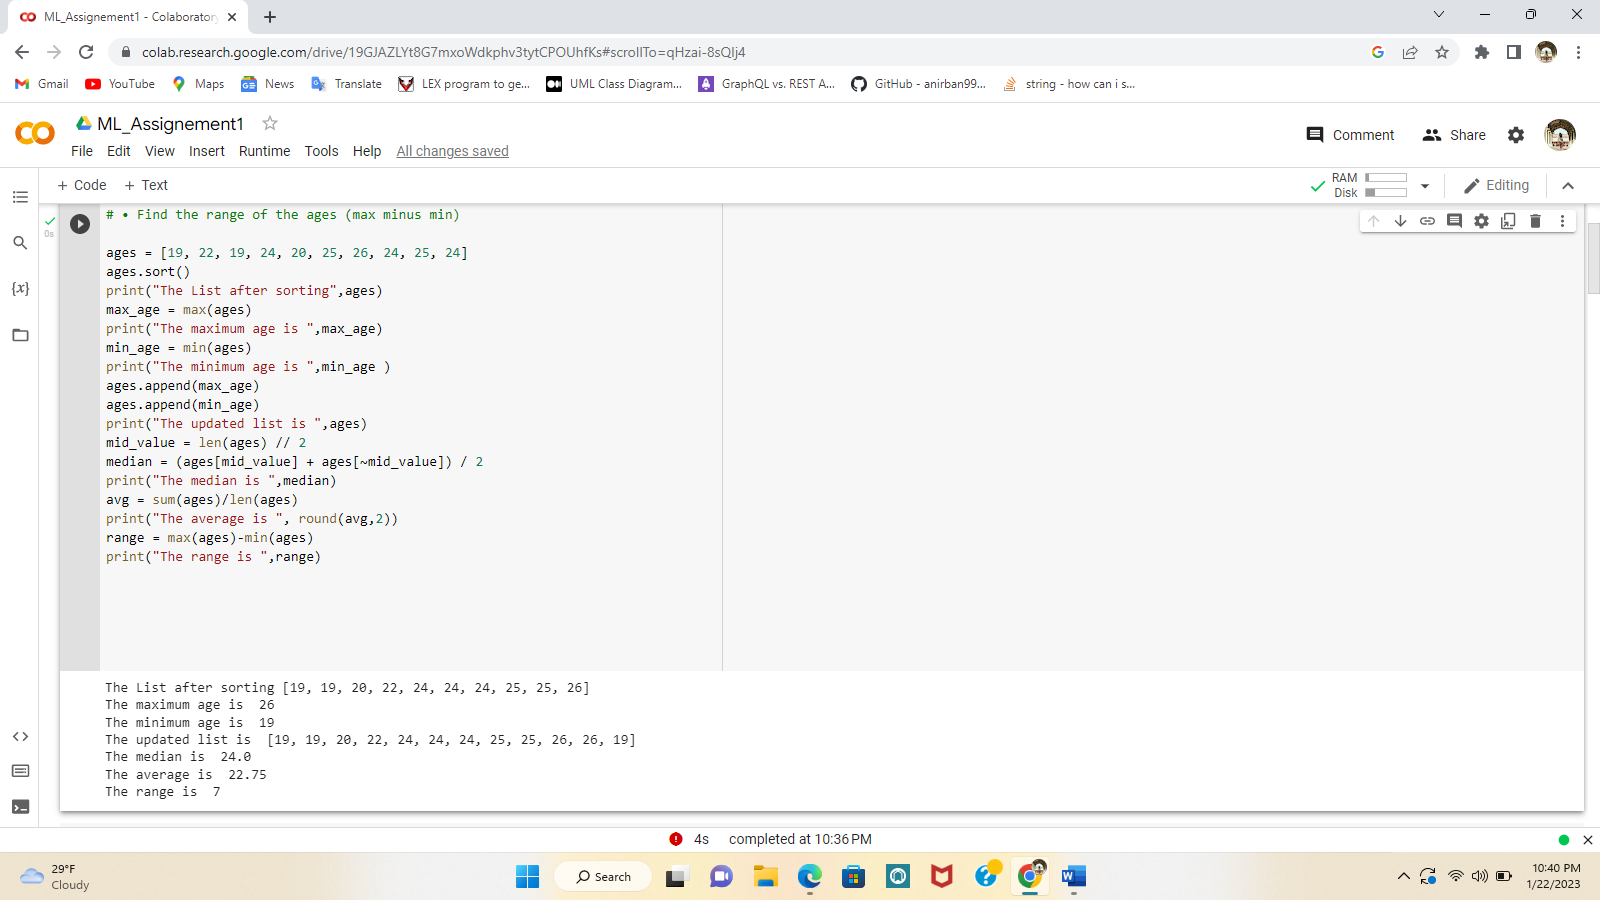 ML_Assignement1 - Colaboratory
colab.research.google.com/drive/19GJAZLYt8G7mxoWdkphv3tytCPOUhfKs#scrollTo=qHzai-8sQlj4
Gmail YouTube Maps News Translate LEX program to ge... UML Class Diagram... GraphQL vs. REST A... GitHub - anirban99... string - how can i s...
ML_Assignement1
Comment Share
File Edit View Insert Runtime Tools Help All changes saved
+ Code + Text
RAM
Disk
Editing
# • Find the range of the ages (max minus min)
0s
ages = [19, 22, 19, 24, 20, 25, 26, 24, 25, 24]
ages.sort()
print("The List after sorting",ages)
max_age = max(ages)
print("The maximum age is ",max_age)
min_age = min(ages)
print("The minimum age is ",min_age )
ages.append(max_age)
ages.append(min_age)
print("The updated list is ",ages)
mid_value = len(ages) // 2
median = (ages[mid_value] + ages[~mid_value]) / 2
print("The median is ",median)
avg = sum(ages)/len(ages)
print("The average is ", round(avg,2))
range = max(ages)-min(ages)
print("The range is ",range)
The List after sorting [19, 19, 20, 22, 24, 24, 24, 25, 25, 26]
The maximum age is  26
The minimum age is  19
The updated list is  [19, 19, 20, 22, 24, 24, 24, 25, 25, 26, 26, 19]
The median is  24.0
The average is  22.75
The range is  7
4s completed at 10:36 PM
29°F
Cloudy
Search
10:40 PM
1/22/2023